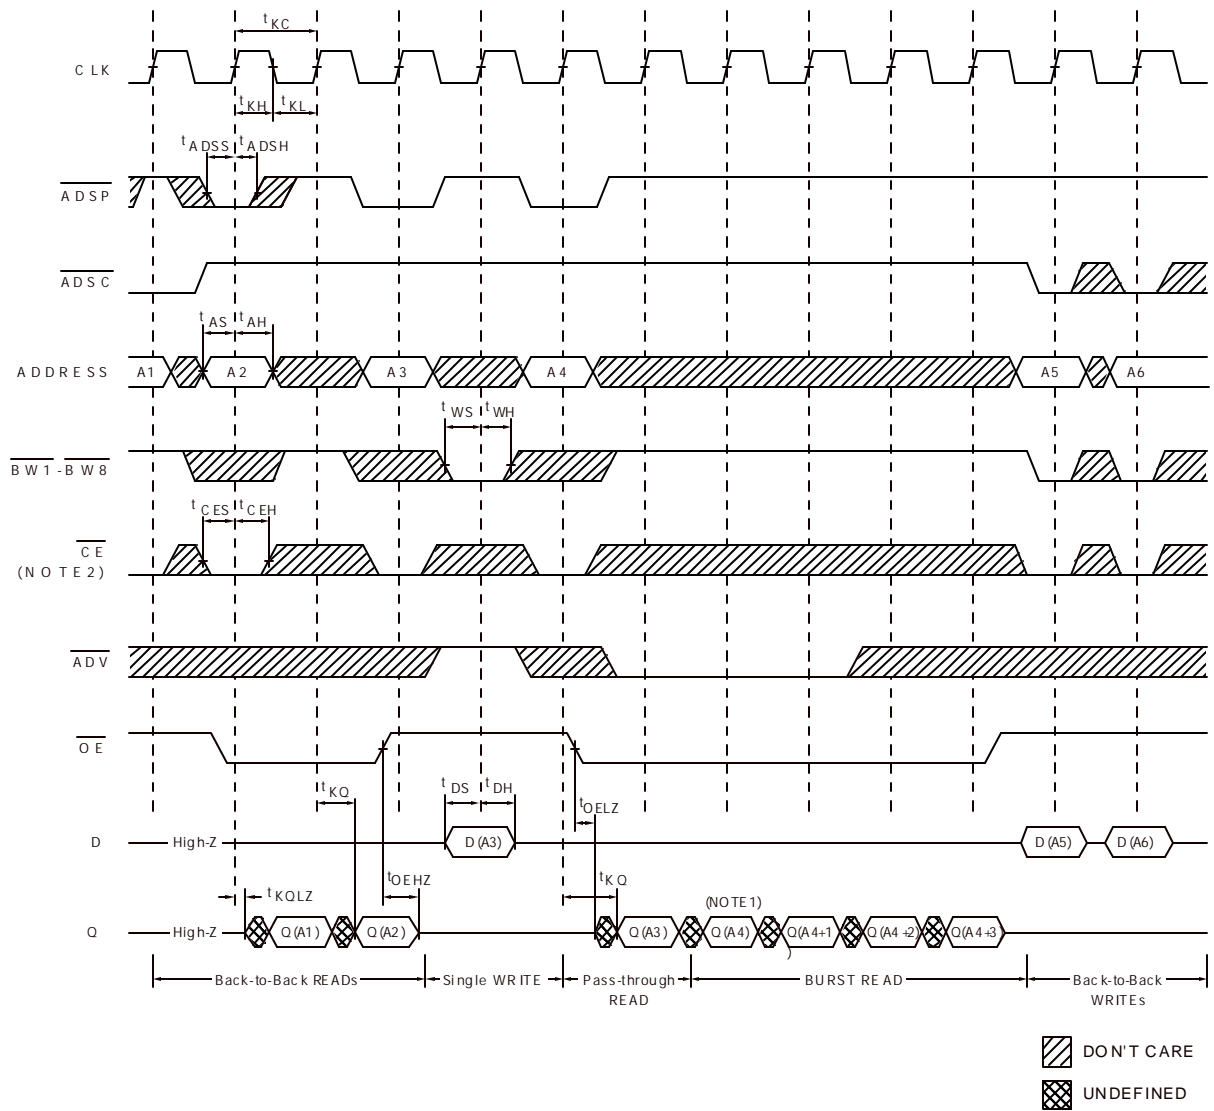 tKC
CLK
tKH tKL
tADSS tADSH
ADSP
ADSC
tAS tAH
ADDRESS A1 A2 A3 A4 A5 A6
tWS tWH
BW1-BW8
tCES tCEH
CE
(NOTE2)
ADV
OE
tKQ tDS tDH
tOELZ
D High-Z D(A3) D(A5) D(A6)
tKQLZ tOEHZ tKQ
(NOTE1)
Q High-Z Q(A1) Q(A2) Q(A3) Q(A4) Q(A4+1) Q(A4+2) Q(A4+3)
Back-to-Back READs Single WRITE Pass-through READ BURST READ Back-to-Back WRITEs
DON'T CARE
UNDEFINED